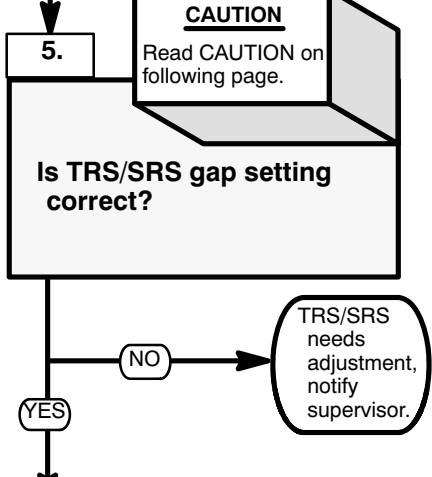 CAUTION
5.
Read CAUTION on
following page.
Is TRS/SRS gap setting
correct?
TRS/SRS
needs
adjustment,
notify
supervisor.
NO
YES